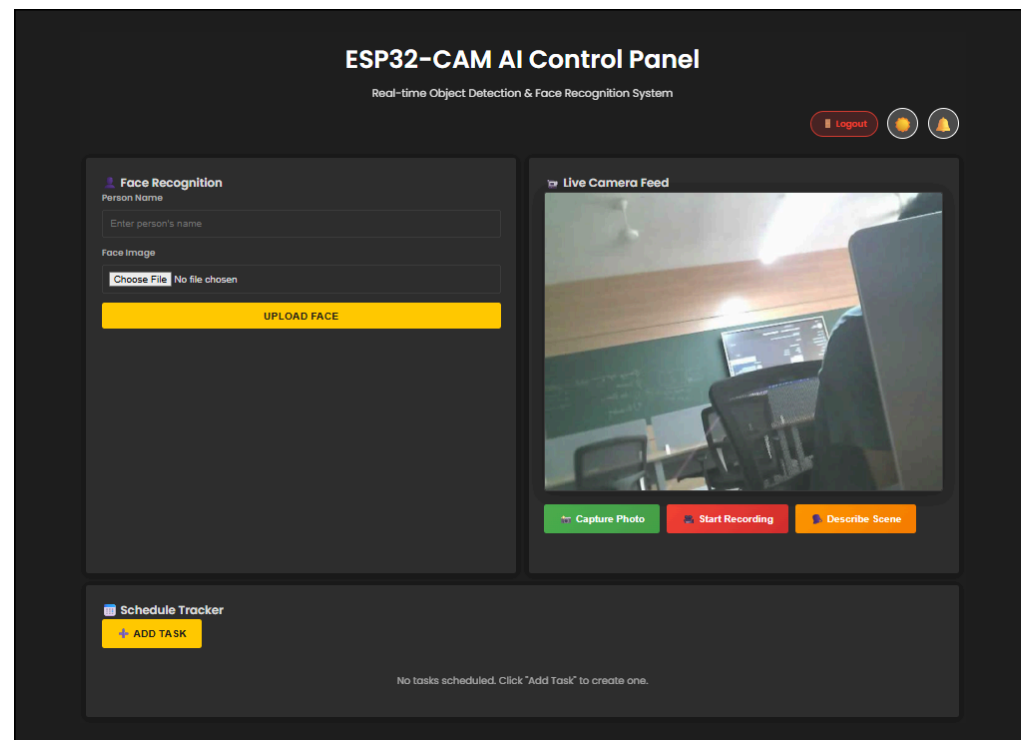 ESP32-CAM AI Control Panel
Real-time Object Detection & Face Recognition System
Logout
Face Recognition
Person Name
Enter person's name
Face Image
Choose File No file chosen
UPLOAD FACE
Live Camera Feed
Capture Photo
Start Recording
Describe Scene
Schedule Tracker
ADD TASK
No tasks scheduled. Click "Add Task" to create one.